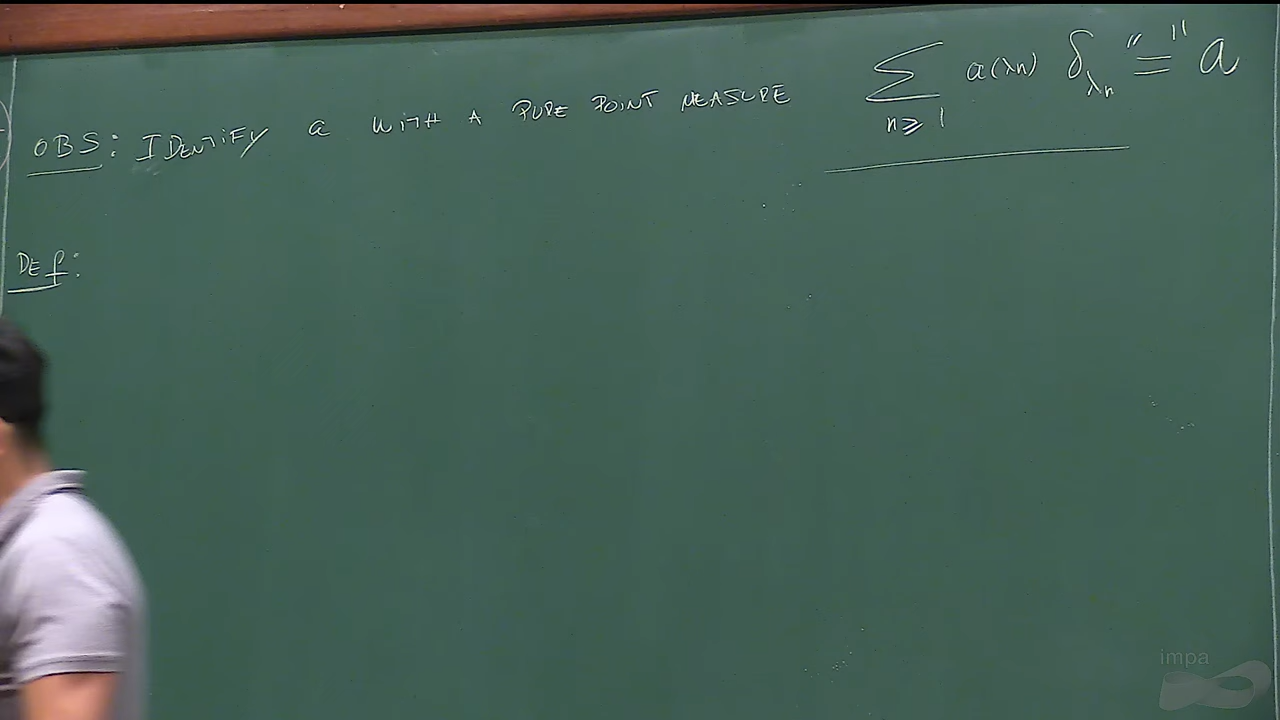 OBS: IDENTIFY a WITH A PURE POINT MEASURE ∑_{n≥1} a(λn) δ_{λn} "=" a
DEf:
impa